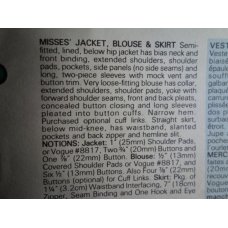 MISSES' JACKET, BLOUSE & SKIRT Semi-
fitted, lined, below hip jacket has bias neck and
front binding, extended shoulders, shoulder
pads, pockets, side panels (no side seams) and
long, two-piece sleeves with mock vent and
button trim. Very loose-fitting blouse has collar,
extended shoulders, shoulder pads, yoke with
forward shoulder seams, front and back pleats,
concealed button closing and long sleeves
pleated into button cuffs. Narrow hem.
Purchased optional cuff links. Straight skirt,
below mid-knee, has waistband, slanted
pockets and back zipper and hemline slit.
NOTIONS: Jacket: 1" (25mm) Shoulder Pads
or Vogue #8817, Two ¾" (20mm) Buttons and
One ⅞" (22mm) Button. Blouse: ½" (13mm)
Covered Shoulder Pads or Vogue #8817, and
Six ½" (13mm) Buttons. Also Four ⅜"
Buttons (optional) for Cuff Links. Skirt: Pkg. of
1¼" (3.2cm) Waistband Interfacing, 7" (18cm)
Zipper, Seam Binding and One Hook and Eye
VEST